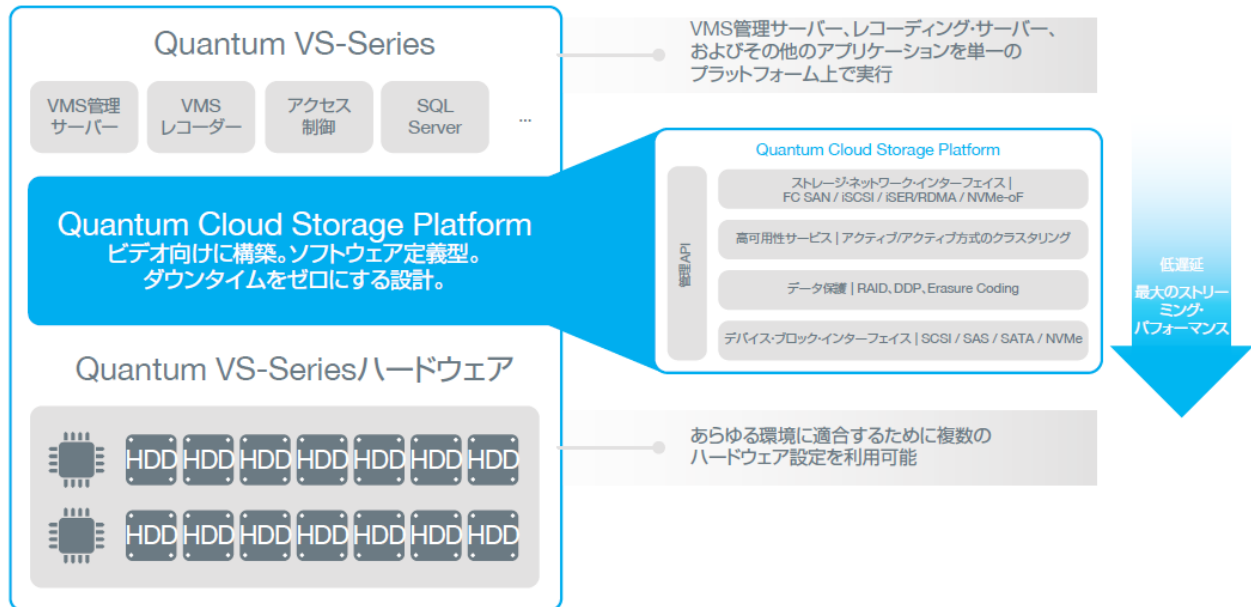 Quantum VS-Series
VMS管理
サーバー
VMS
レコーダー
アクセス
制御
SQL
Server
...
VMS管理サーバー、レコーディング・サーバー、
およびその他のアプリケーションを単一の
プラットフォーム上で実行
Quantum Cloud Storage Platform
ビデオ向けに構築。ソフトウェア定義型。
ダウンタイムをゼロにする設計。
Quantum Cloud Storage Platform
管理API
ストレージ・ネットワーク・インターフェイス |
FC SAN / iSCSI / iSER/RDMA / NVMe-oF
高可用性サービス | アクティブ/アクティブ方式のクラスタリング
データ保護 | RAID、DDP、Erasure Coding
デバイス・ブロック・インターフェイス | SCSI / SAS / SATA / NVMe
低遅延
最大のストリー
ミング・
パフォーマンス
Quantum VS-Seriesハードウェア
HDD HDD HDD HDD HDD HDD HDD
HDD HDD HDD HDD HDD HDD HDD
あらゆる環境に適合するために複数の
ハードウェア設定を利用可能